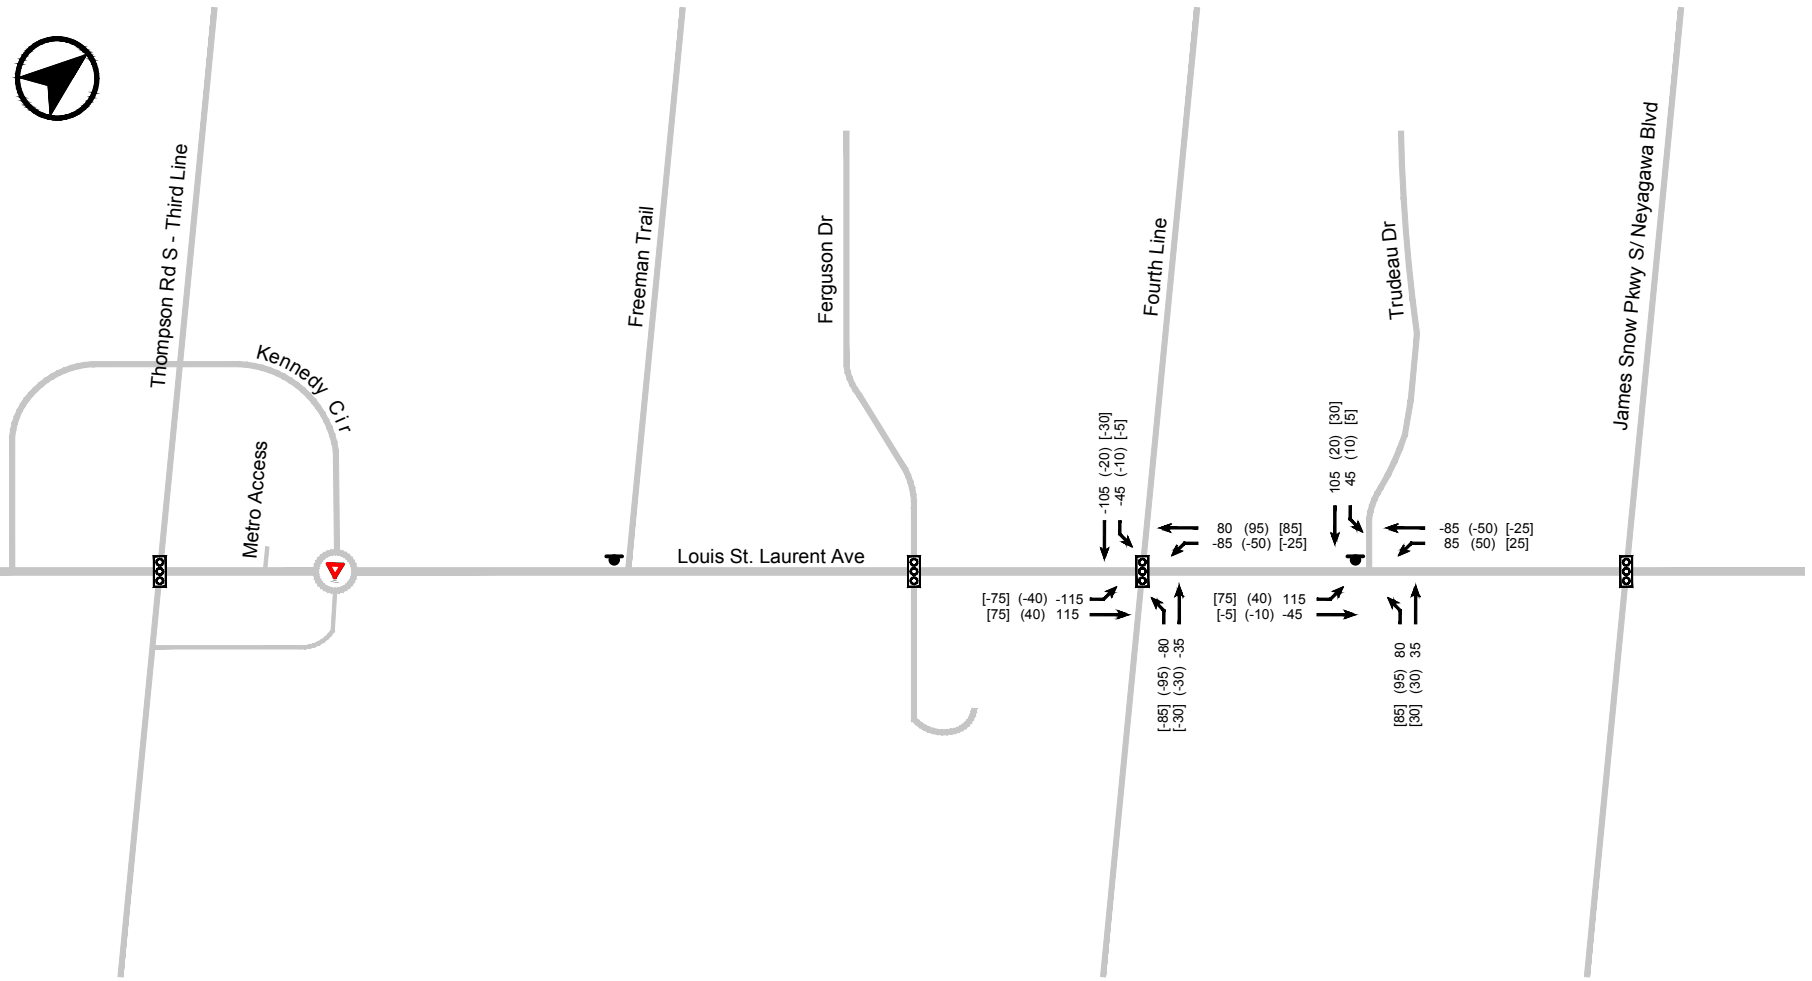 Thompson Rd S - Third Line
Kennedy Cir
Metro Access
Freeman Trail
Ferguson Dr
Louis St. Laurent Ave
Fourth Line
Trudeau Dr
James Snow Pkwy S/ Neyagawa Blvd
-105 (-20) [-30]
-45 (-10) [-5]
80 (95) [85]
-85 (-50) [-25]
[-75] (-40) -115
[75] (40) 115
[-85] (-95) -80
[-30] (-30) -35
105 (20) [30]
45 (10) [5]
-85 (-50) [-25]
85 (50) [25]
[75] (40) 115
[-5] (-10) -45
[85] (95) 80
[30] (30) 35